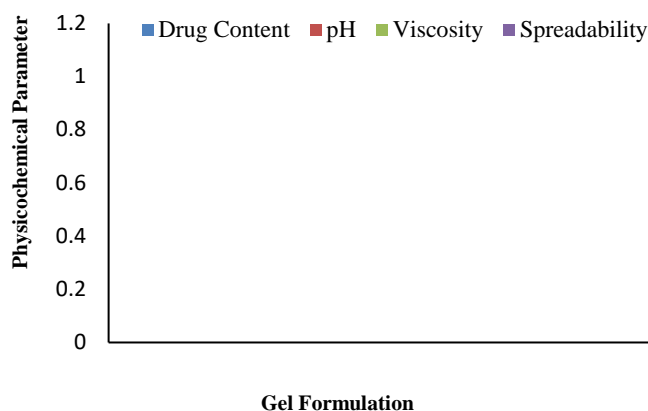 Drug Content pH Viscosity Spreadability
Physicochemical Parameter
1.2
1
0.8
0.6
0.4
0.2
0
Gel Formulation